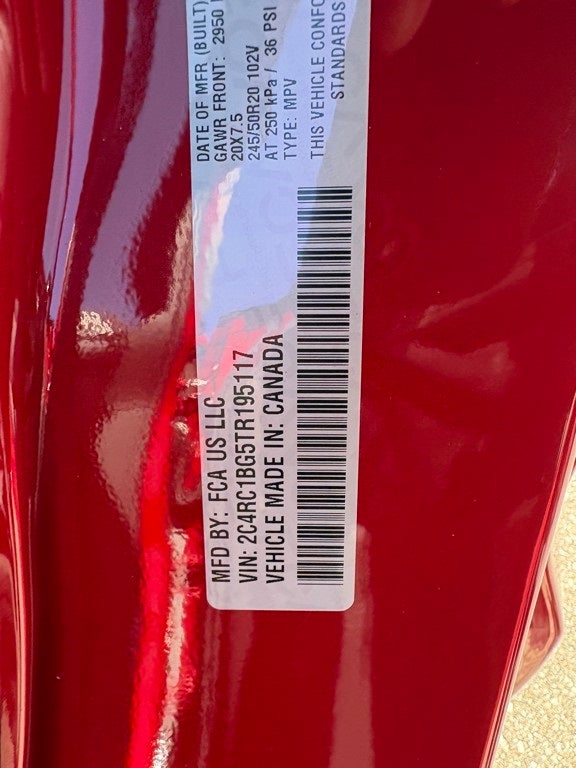 MFD BY: FCA US LLC
VIN: 2C4RC1BG5TR195117
VEHICLE MADE IN: CANADA
DATE OF MFR (BUILT)
GAWR FRONT: 2950
20X7.5
245/50R20 102V
AT 250 kPa / 36 PSI
TYPE: MPV
THIS VEHICLE CONFO
STANDARDS